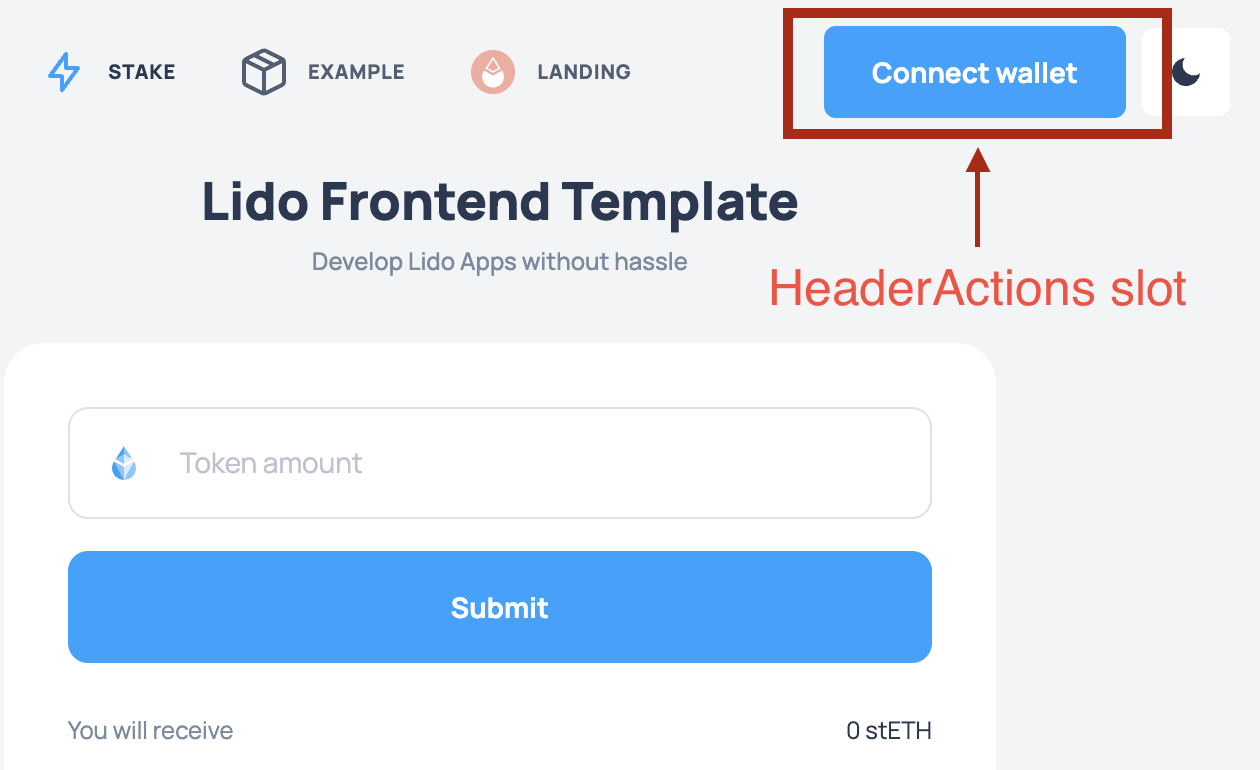 STAKE EXAMPLE LANDING Connect wallet
Lido Frontend Template
Develop Lido Apps without hassle
HeaderActions slot
Token amount
Submit
You will receive 0 stETH